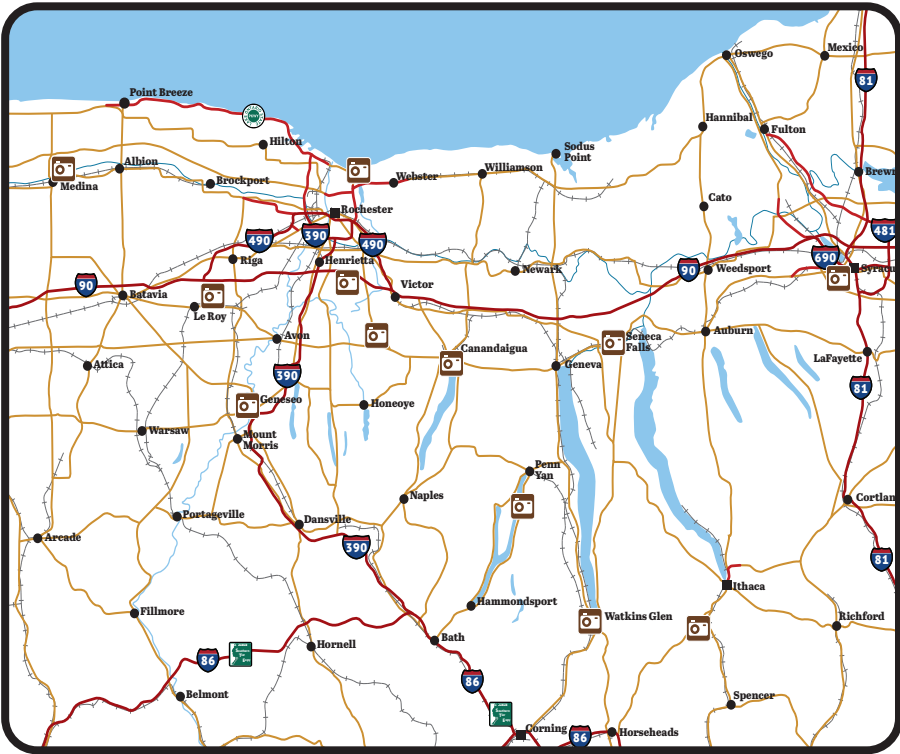 Oswego
Mexico
81
Point Breeze
Hannibal
Fulton
Hilton
Sodus
Point
Albion
Williamson
Medina
Brockport
Webster
Brewe
Cato
Rochester
390
490
490
481
690
Riga
Henrietta
Newark
90
Weedsport
Syracu
90
Batavia
Victor
Le Roy
Avon
Auburn
Seneca
Falls
Canandaigua
LaFayette
Attica
Geneva
390
81
Geneseo
Honeoye
Warsaw
Mount
Morris
Penn
Yan
Naples
Cortlan
Portageville
Dansville
Arcade
390
81
Ithaca
Hammondsport
Fillmore
Watkins Glen
Richford
Bath
Hornell
86
86
Belmont
Spencer
Corning
86
Horseheads